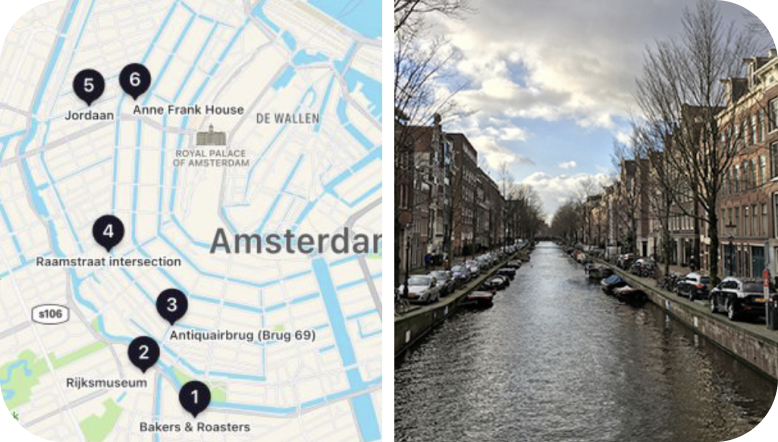 5
6
Jordaan
Anne Frank House
DE WALLEN
ROYAL PALACE
OF AMSTERDAM
4
Amsterdar
Raamstraat intersection
3
s106
Antiquairbrug (Brug 69)
2
Rijksmuseum
1
k
Bakers & Roasters